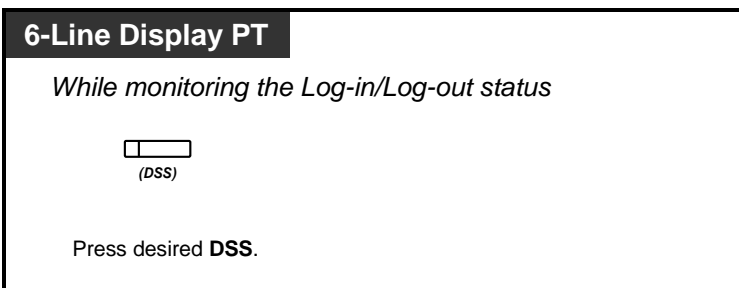 6-Line Display PT
While monitoring the Log-in/Log-out status
(DSS)
Press desired DSS.